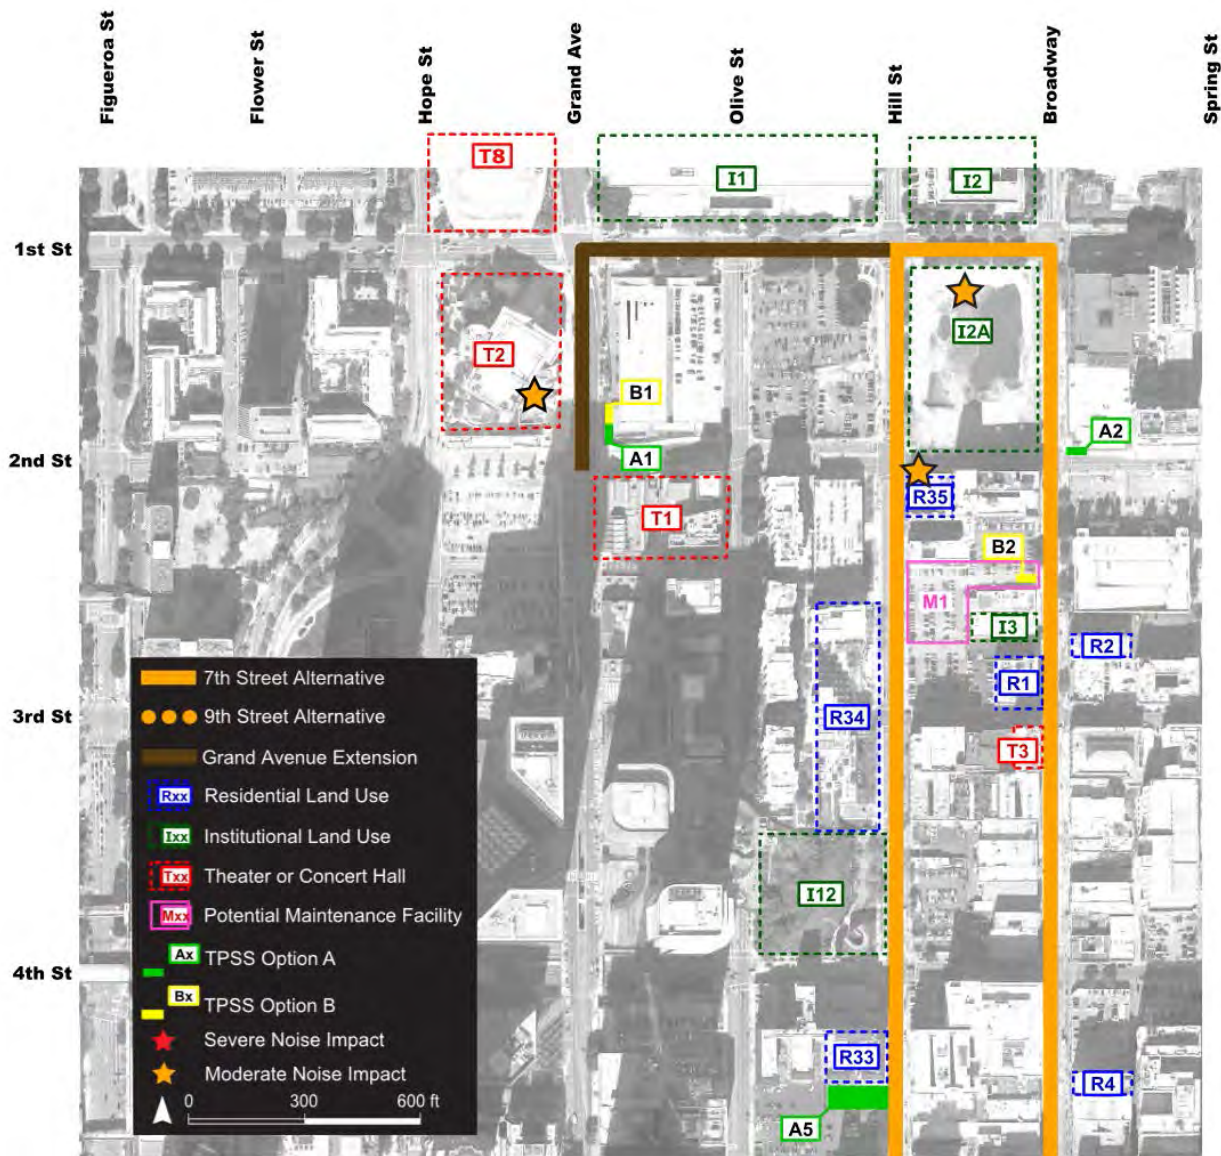 Figueroa St
Flower St
Hope St
Grand Ave
Olive St
Hill St
Broadway
Spring St
T8
I1
I2
1st St
I2A
T2
B1
A2
2nd St
A1
R35
T1
B2
M1
I3
R2
R1
7th Street Alternative
3rd St
9th Street Alternative
R34
T3
Grand Avenue Extension
Rxx Residential Land Use
Ixx Institutional Land Use
Txx Theater or Concert Hall
I12
Mxx Potential Maintenance Facility
Ax TPSS Option A
4th St
Bx TPSS Option B
Severe Noise Impact
R33
Moderate Noise Impact
R4
0 300 600 ft
A5